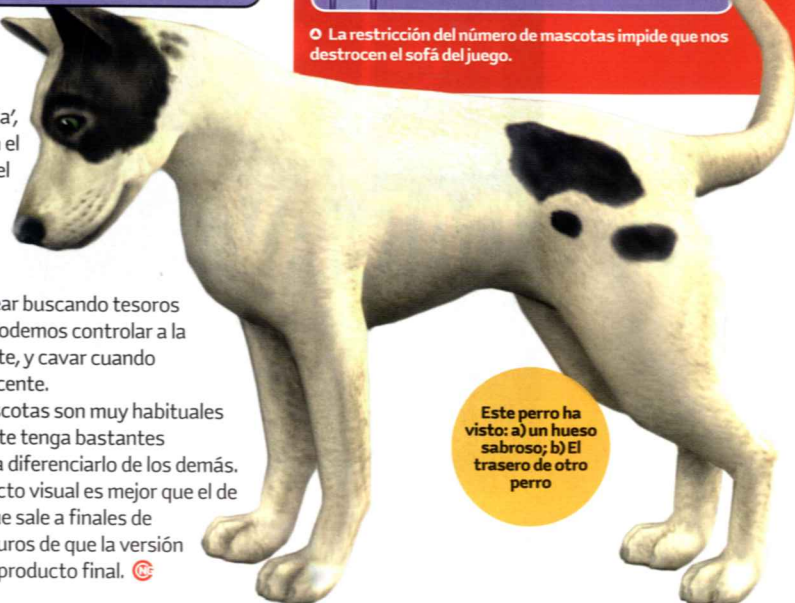 La restricción del número de mascotas impide que nos
destrocen el sofá del juego.
a',
el
el
ar buscando tesoros
odemos controlar a la
te, y cavar cuando
cente.
scotas son muy habituales
te tenga bastantes
a diferenciarlo de los demás.
cto visual es mejor que el de
e sale a finales de
uros de que la versión
producto final.
Este perro ha
visto: a) un hueso
sabroso; b) El
trasero de otro
perro